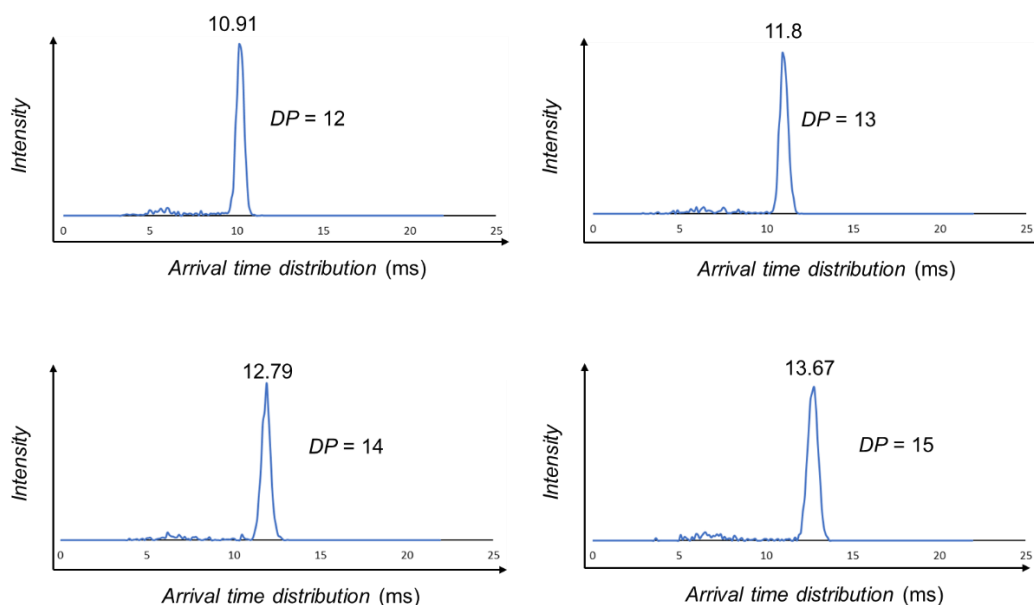 10.91
Intensity
DP = 12
0 5 10 15 20 25
Arrival time distribution (ms)
11.8
Intensity
DP = 13
0 5 10 15 20 25
Arrival time distribution (ms)
12.79
Intensity
DP = 14
0 5 10 15 20 25
Arrival time distribution (ms)
13.67
Intensity
DP = 15
0 5 10 15 20 25
Arrival time distribution (ms)